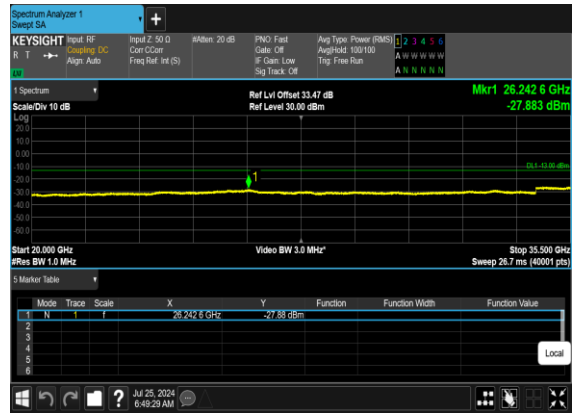 Spectrum Analyzer 1
Swept SA
+
KEYSIGHT Input: RF Input Z: 50 Ω #Atten: 20 dB PNO: Fast Avg Type: Power (RMS) 1 2 3 4 5 6
R T Coupling: DC Corr CCorr Gate: Off Avg|Hold: 100/100 A W W W W W
Align: Auto Freq Ref: Int (S) IF Gain: Low Trig: Free Run
Sig Track: Off A N N N N N
1 Spectrum Ref Lvl Offset 33.47 dB Mkr1 26.242 6 GHz
Scale/Div 10 dB Ref Level 30.00 dBm -27.883 dBm
Log
20.0
10.0
0.00
-10.0 DL1 -13.00 dBm
1
-20.0
-30.0
-40.0
-50.0
-60.0
Start 20.000 GHz Video BW 3.0 MHz* Stop 35.500 GHz
#Res BW 1.0 MHz Sweep 26.7 ms (40001 pts)
5 Marker Table
Mode Trace Scale X Y Function Function Width Function Value
1 N 1 f 26.242 6 GHz -27.88 dBm
2
3
4
5
6
Local
? Jul 25, 2024
6:49:29 AM